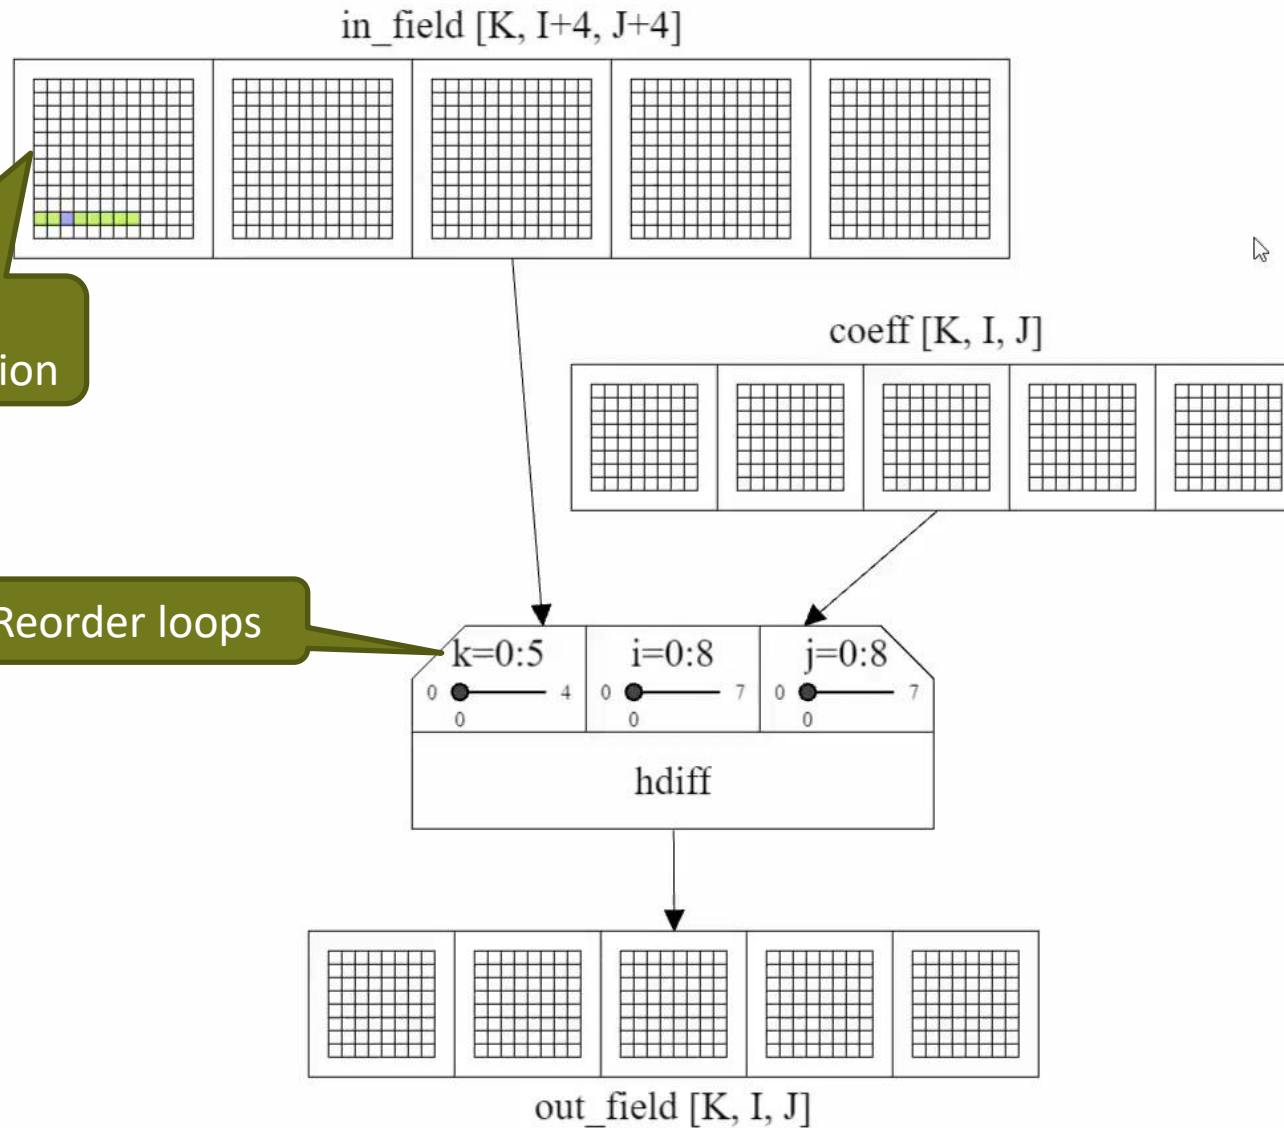 in_field [K, I+4, J+4]
coeff [K, I, J]
Reorder loops
k=0:5 i=0:8 j=0:8
0 4 0 7 0 7
0 0 0
hdiff
out_field [K, I, J]